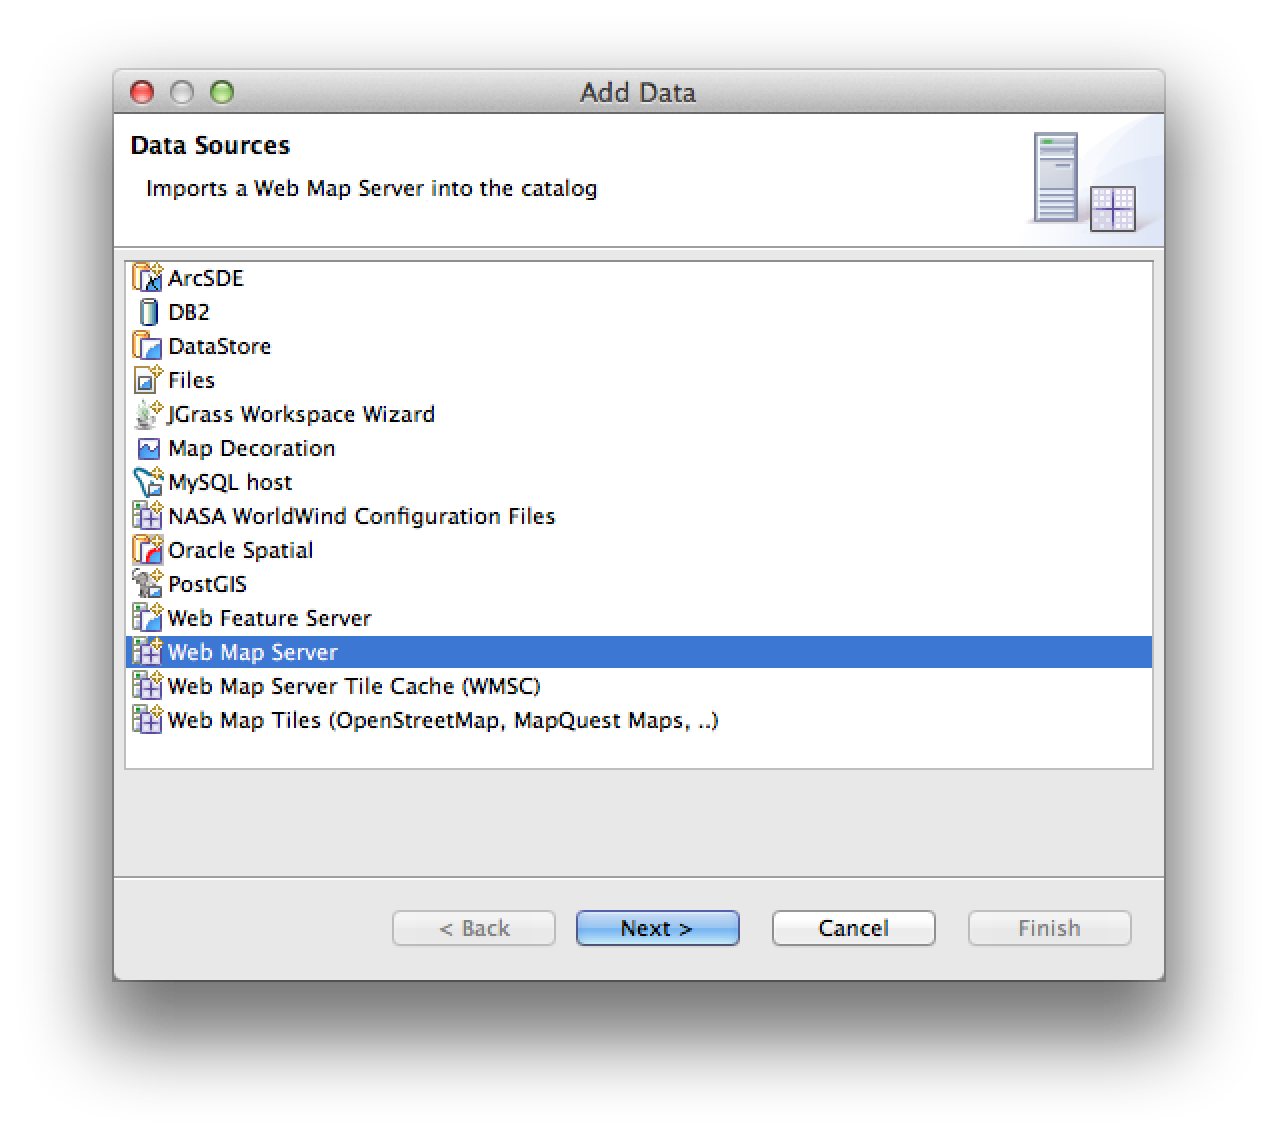 Add Data
Data Sources
Imports a Web Map Server into the catalog
ArcSDE
DB2
DataStore
Files
JGrass Workspace Wizard
Map Decoration
MySQL host
NASA WorldWind Configuration Files
Oracle Spatial
PostGIS
Web Feature Server
Web Map Server
Web Map Server Tile Cache (WMSC)
Web Map Tiles (OpenStreetMap, MapQuest Maps, ..)
< Back Next > Cancel Finish